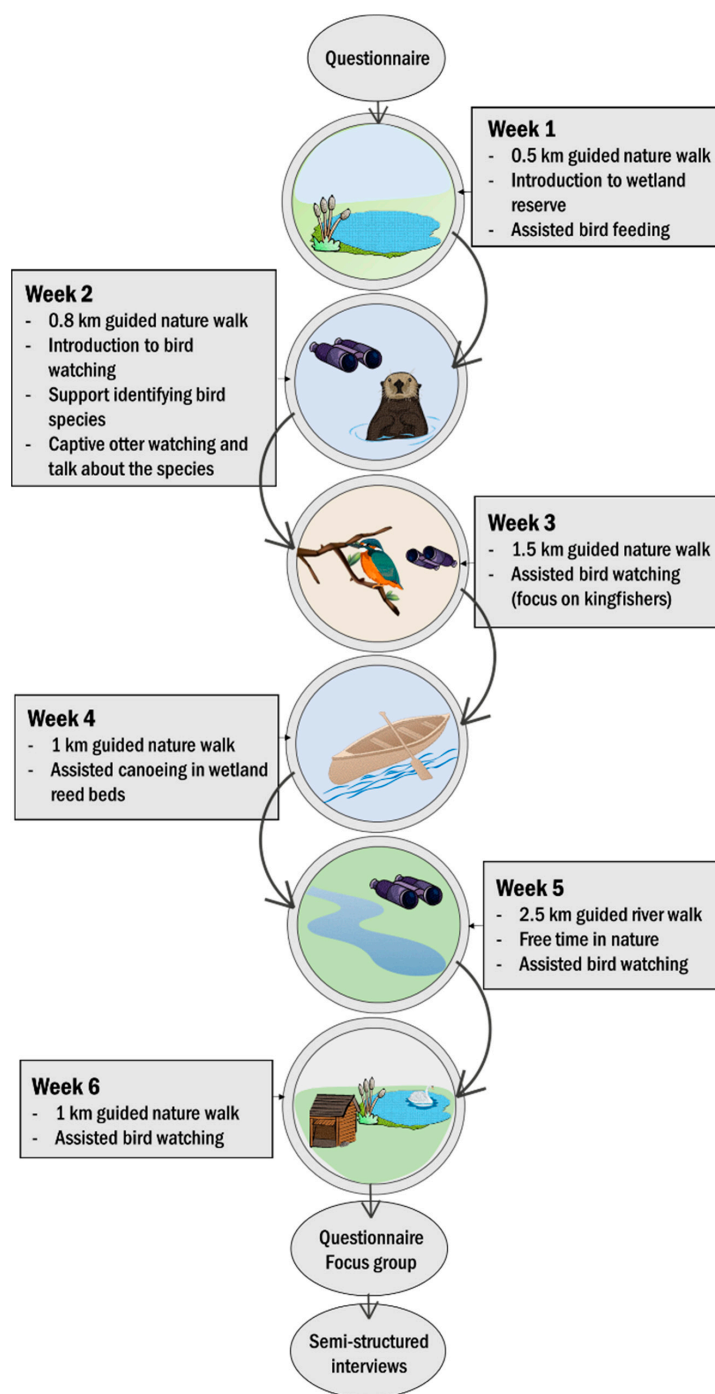 Questionnaire
Week 1
- 0.5 km guided nature walk
- Introduction to wetland
reserve
- Assisted bird feeding
Week 2
- 0.8 km guided nature walk
- Introduction to bird
watching
- Support identifying bird
species
- Captive otter watching and
talk about the species
Week 3
- 1.5 km guided nature walk
- Assisted bird watching
(focus on kingfishers)
Week 4
- 1 km guided nature walk
- Assisted canoeing in wetland
reed beds
Week 5
- 2.5 km guided river walk
- Free time in nature
- Assisted bird watching
Week 6
- 1 km guided nature walk
- Assisted bird watching
Questionnaire
Focus group
Semi-structured
interviews